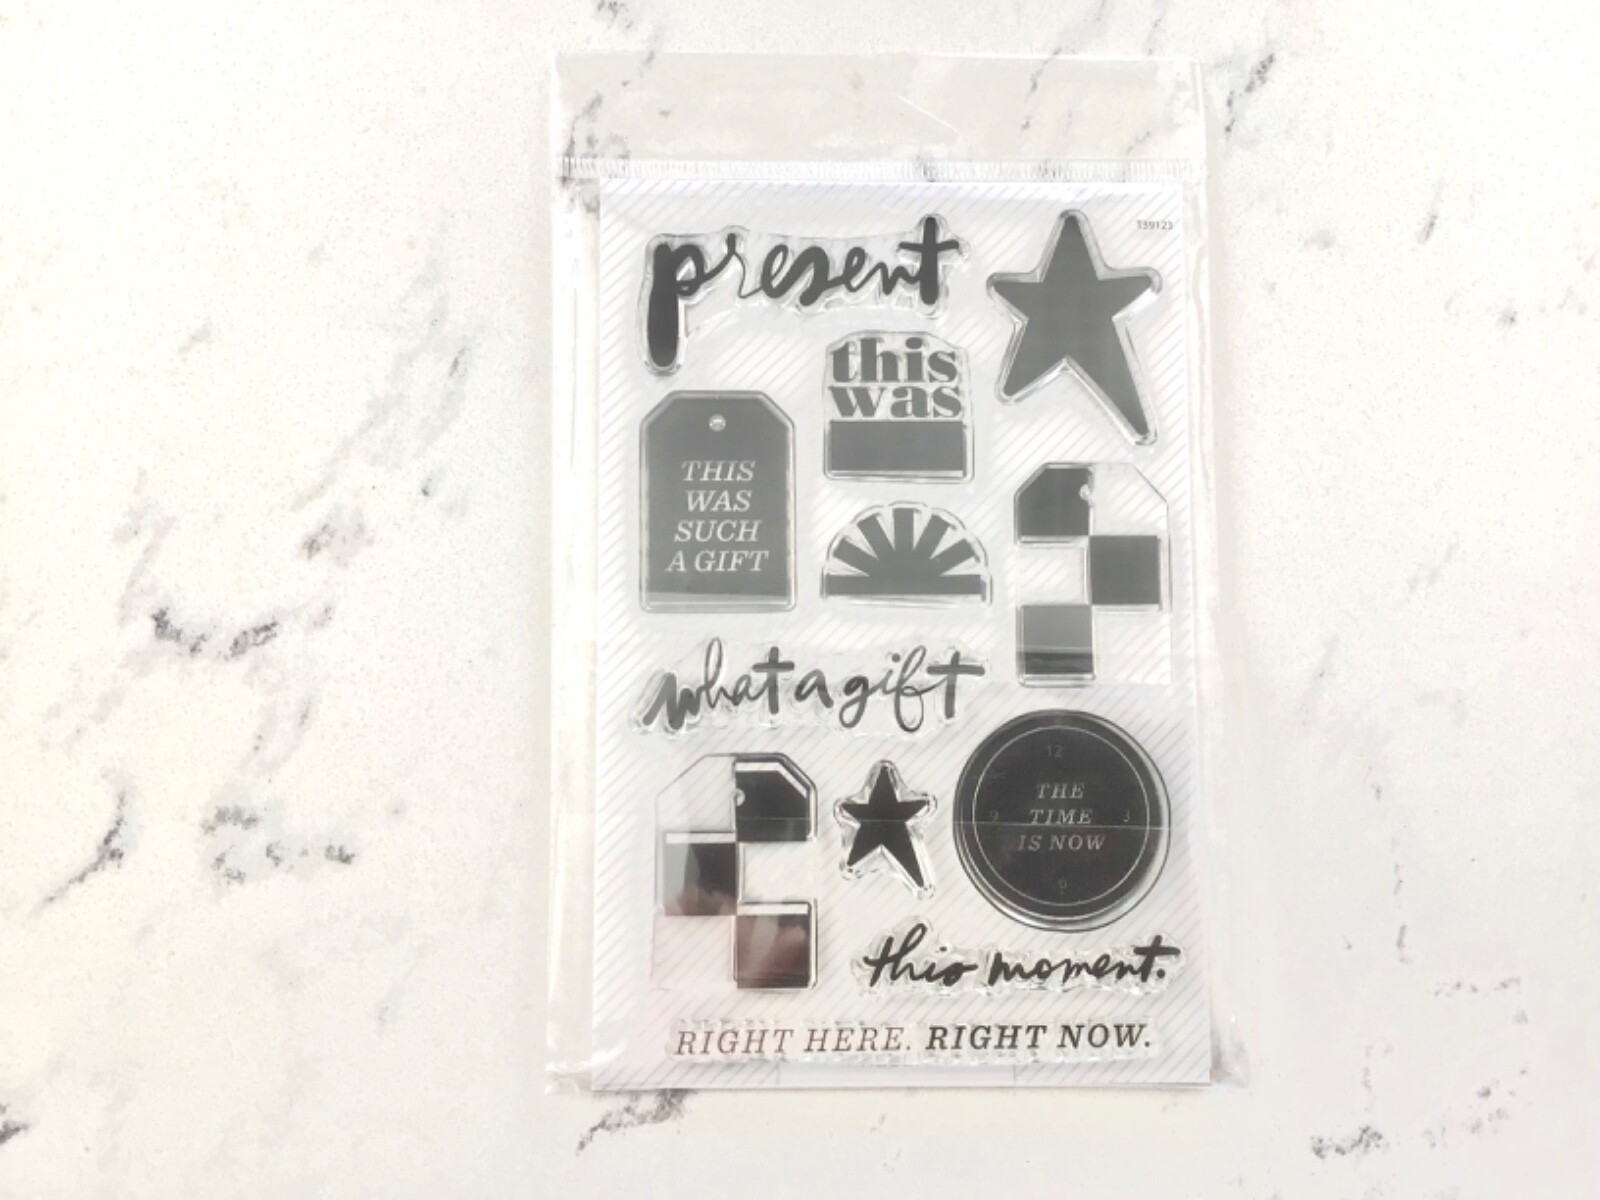 present
T39123
this
was
THIS
WAS
SUCH
A GIFT
what a gift
12
9
3
6
THE
TIME
IS NOW
this moment.
RIGHT HERE. RIGHT NOW.